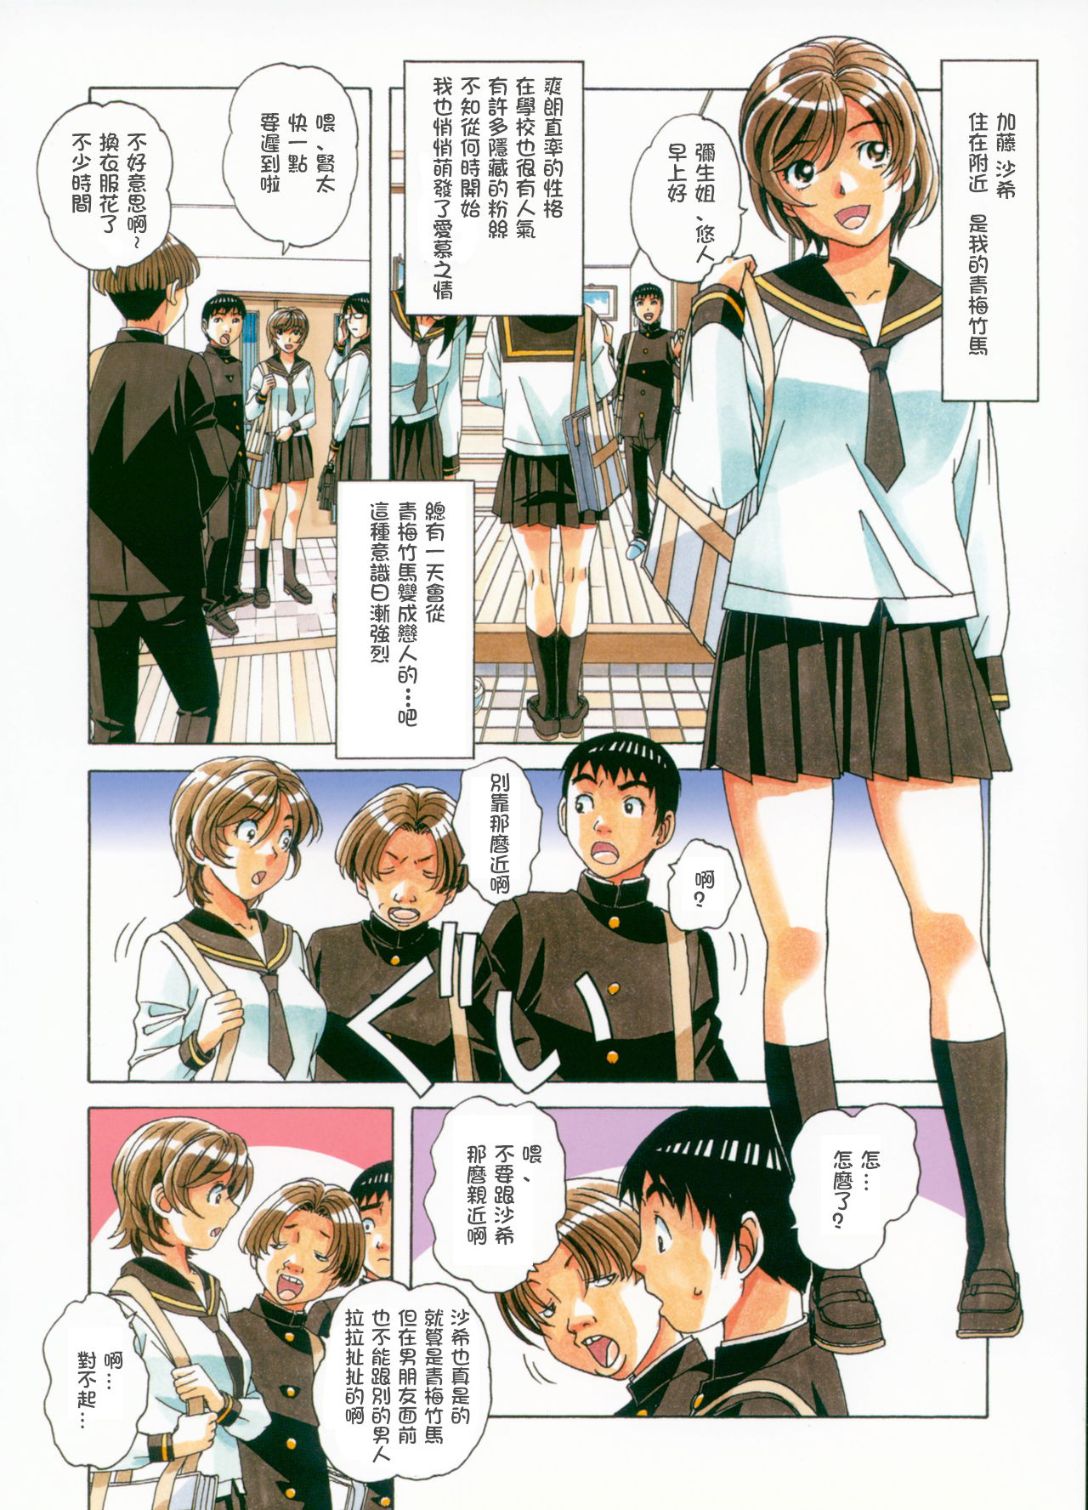 加藤 沙希
住在附近 是我的青梅竹馬
彌生姐、悠人
早上好
爽朗直率的性格
在學校也很有人氣
有許多隱藏的粉絲
不知從何時開始
我也悄悄萌發了愛慕之情
喂、賢太
快一點
要遲到啦
不好意思啊~
換衣服花了
不少時間
總有一天會從
青梅竹馬變成戀人的…吧
這種意識日漸強烈
啊?
別靠那麼近啊
ぐい
怎…
怎麼了?
喂、
不要跟沙希
那麼親近啊
沙希也真是的
就算是青梅竹馬
但在男朋友面前
也不能跟別的男人
拉拉扯扯的啊
啊…
對不起…